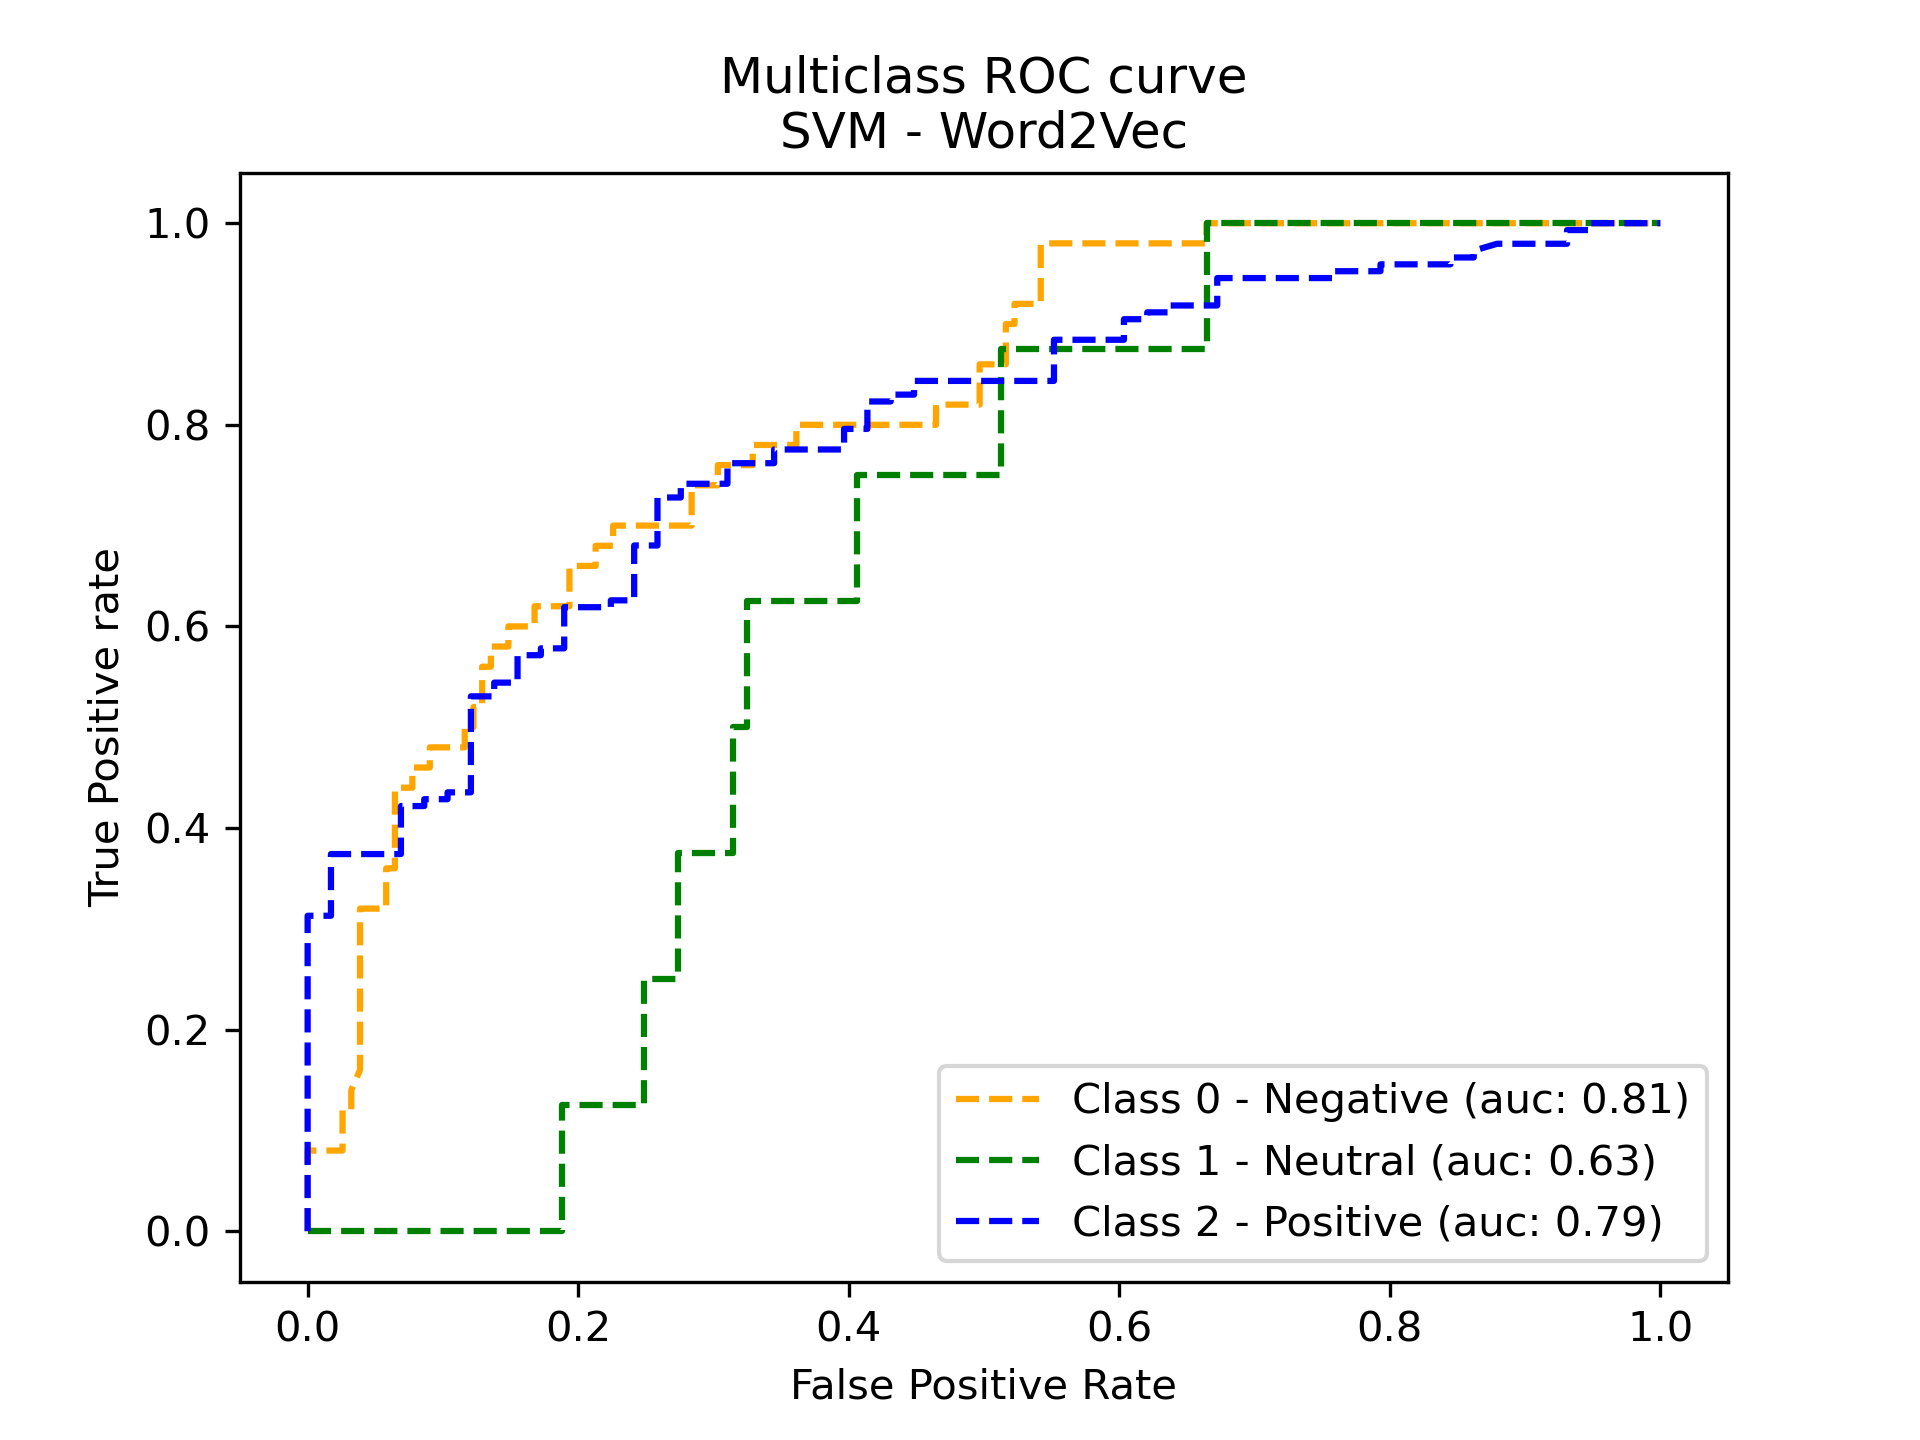 Multiclass ROC curve
SVM - Word2Vec
True Positive rate
1.0
0.8
0.6
0.4
0.2
0.0
Class 0 - Negative (auc: 0.81)
Class 1 - Neutral (auc: 0.63)
Class 2 - Positive (auc: 0.79)
0.0 0.2 0.4 0.6 0.8 1.0
False Positive Rate